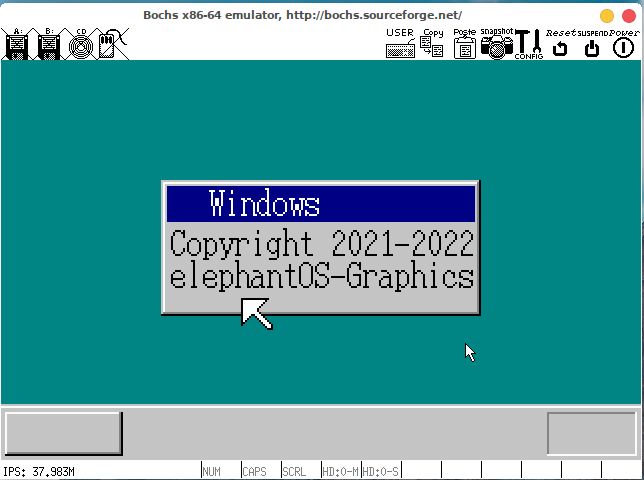 Bochs x86-64 emulator, http://bochs.sourceforge.net/
A: B: CD USER Copy Paste snapshot CONFIG Reset SUSPEND Power
Windows
Copyright 2021-2022
elephantOS-Graphics
IPS: 37,983M NUM CAPS SCRL HD:0-M HD:0-S